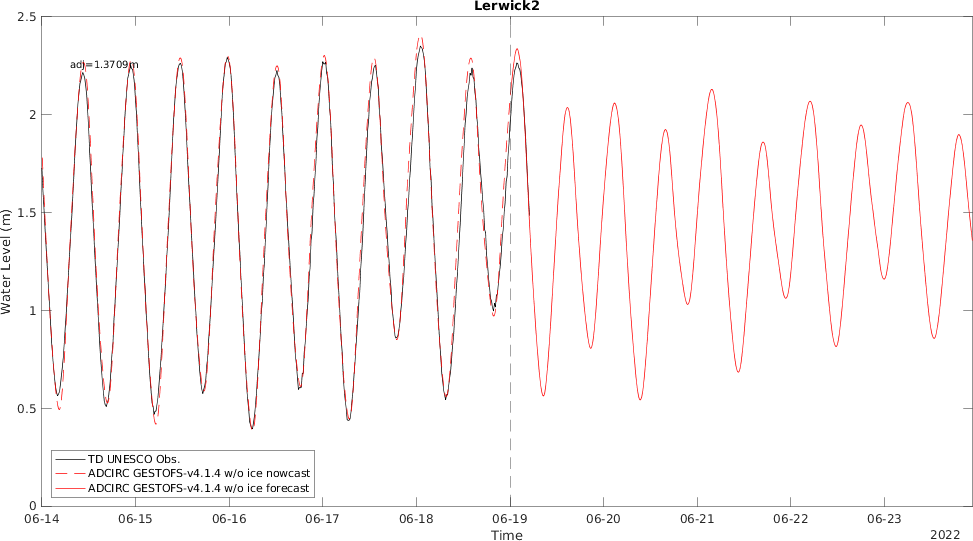 Lerwick2
2.5
adj=1.3709m
2
1.5
Water Level (m)
1
0.5
TD UNESCO Obs.
ADCIRC GESTOFS-v4.1.4 w/o ice nowcast
ADCIRC GESTOFS-v4.1.4 w/o ice forecast
0
06-14 06-15 06-16 06-17 06-18 06-19 06-20 06-21 06-22 06-23
Time
2022